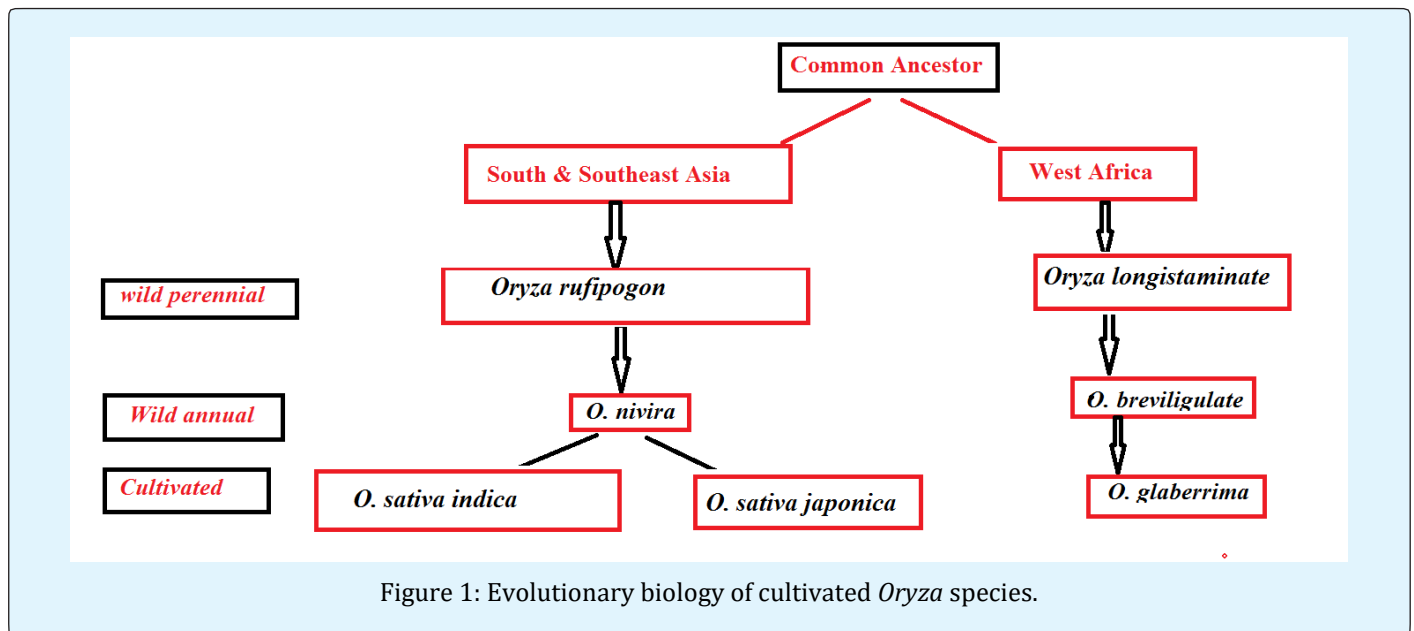 Common Ancestor
South & Southeast Asia
West Africa
wild perennial
Oryza rufipogon
Oryza longistaminate
Wild annual
O. nivira
O. breviligulate
Cultivated
O. sativa indica
O. sativa japonica
O. glaberrima
Figure 1: Evolutionary biology of cultivated Oryza species.